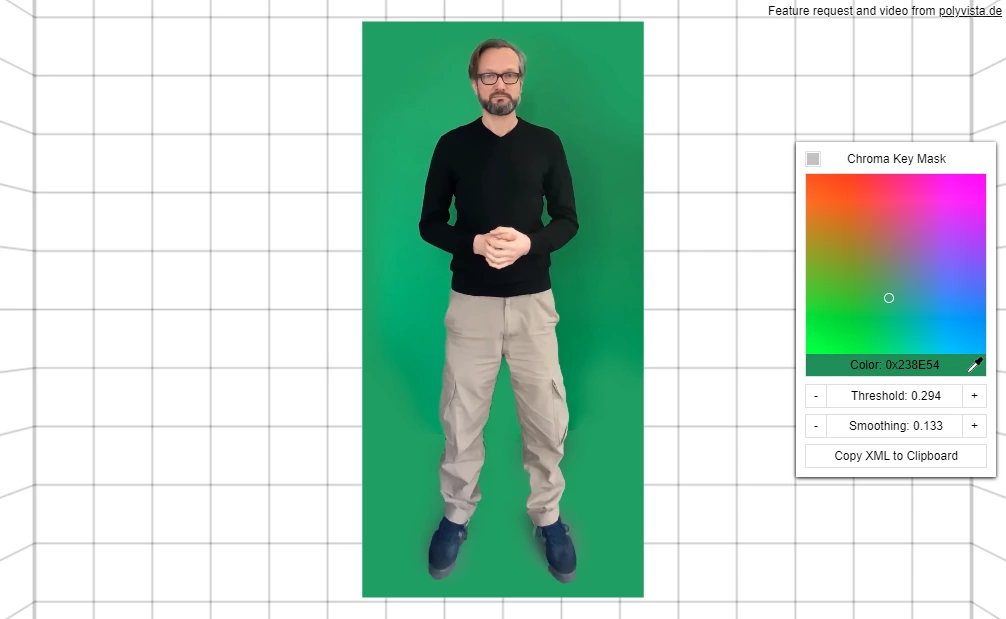 Feature request and video from polyvista.de
Chroma Key Mask
Color: 0x238E54
- Threshold: 0.294 +
- Smoothing: 0.133 +
Copy XML to Clipboard